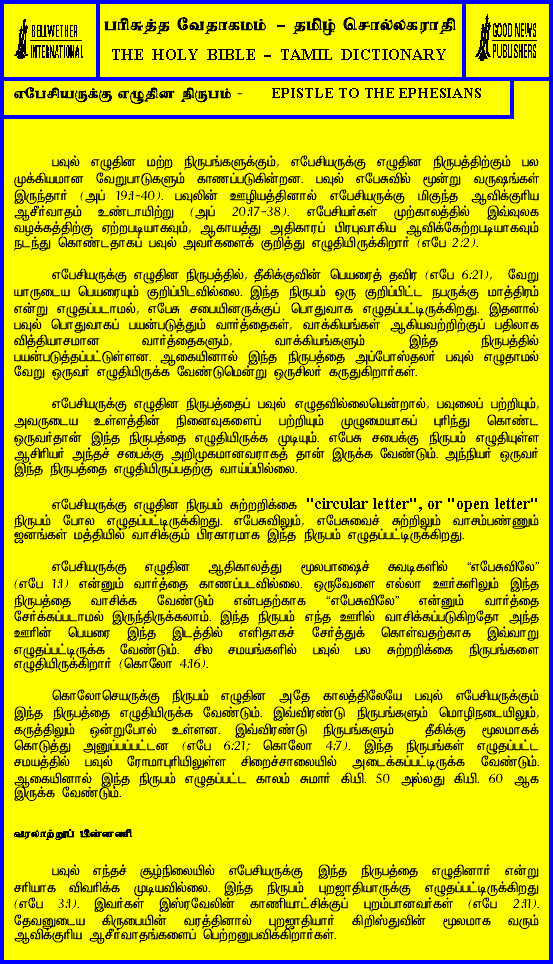 BELLWETHER
INTERNATIONAL
பரிசுத்த வேதாகமம் – தமிழ் சொல்லகராதி
THE HOLY BIBLE – TAMIL DICTIONARY
GOOD NEWS
PUBLISHERS
எபேசியருக்கு எழுதின நிருபம் - EPISTLE TO THE EPHESIANS
பவுல் எழுதின மற்ற நிருபங்களுக்கும், எபேசியருக்கு எழுதின நிருபத்திற்கும் பல
முக்கியமான வேறுபாடுகளும் காணப்படுகின்றன. பவுல் எபேசுவில் மூன்று வருஷங்கள்
இருந்தார் (அப் 19:1-40). பவுலின் ஊழியத்தினால் எபேசியருக்கு மிகுந்த ஆவிக்குரிய
ஆசீர்வாதம் உண்டாயிற்று (அப் 20:17-38). எபேசியர்கள் முற்காலத்தில் இவ்வுலக
வழக்கத்திற்கு ஏற்றபடியாகவும், ஆகாயத்து அதிகாரப் பிரபுவாகிய ஆவிக்கேற்றபடியாகவும்
நடந்து கொண்டதாகப் பவுல் அவர்களைக் குறித்து எழுதியிருக்கிறார் (எபே 2:2).
எபேசியருக்கு எழுதின நிருபத்தில், தீகிக்குவின் பெயரைத் தவிர (எபே 6:21), வேறு
யாருடைய பெயரையும் குறிப்பிடவில்லை. இந்த நிருபம் ஒரு குறிப்பிட்ட நபருக்கு மாத்திரம்
என்று எழுதப்படாமல், எபேசு சபையினருக்குப் பொதுவாக எழுதப்பட்டிருக்கிறது. இதனால்
பவுல் பொதுவாகப் பயன்படுத்தும் வார்த்தைகள், வாக்கியங்கள் ஆகியவற்றிற்குப் பதிலாக
வித்தியாசமான வார்த்தைகளும், வாக்கியங்களும் இந்த நிருபத்தில்
பயன்படுத்தப்பட்டுள்ளன. ஆகையினால் இந்த நிருபத்தை அப்போஸ்தலர் பவுல் எழுதாமல்
வேறு ஒருவர் எழுதியிருக்க வேண்டுமென்று ஒருசிலர் கருதுகிறார்கள்.
எபேசியருக்கு எழுதின நிருபத்தைப் பவுல் எழுதவில்லையென்றால், பவுலைப் பற்றியும்,
அவருடைய உள்ளத்தின் நினைவுகளைப் பற்றியும் முழுமையாகப் புரிந்து கொண்ட
ஒருவர்தான் இந்த நிருபத்தை எழுதியிருக்க முடியும். எபேசு சபைக்கு நிருபம் எழுதியுள்ள
ஆசிரியர் அந்தச் சபைக்கு அறிமுகமானவராகத் தான் இருக்க வேண்டும். அந்நியர் ஒருவர்
இந்த நிருபத்தை எழுதியிருப்பதற்கு வாய்ப்பில்லை.
எபேசியருக்கு எழுதின நிருபம் சுற்றறிக்கை "circular letter", or "open letter"
நிருபம் போல எழுதப்பட்டிருக்கிறது. எபேசுவிலும், எபேசுவைச் சுற்றிலும் வாசம்பண்ணும்
ஜனங்கள் மத்தியில் வாசிக்கும் பிரகாரமாக இந்த நிருபம் எழுதப்பட்டிருக்கிறது.
எபேசியருக்கு எழுதின ஆதிகாலத்து மூலபாஷைச் சுவடிகளில் “எபேசுவிலே”
(எபே 1:1) என்னும் வார்த்தை காணப்படவில்லை. ஒருவேளை எல்லா ஊர்களிலும் இந்த
நிருபத்தை வாசிக்க வேண்டும் என்பதற்காக “எபேசுவிலே” என்னும் வார்த்தை
சேர்க்கப்படாமல் இருந்திருக்கலாம். இந்த நிருபம் எந்த ஊரில் வாசிக்கப்படுகிறதோ அந்த
ஊரின் பெயரை இந்த இடத்தில் எளிதாகச் சேர்த்துக் கொள்வதற்காக இவ்வாறு
எழுதப்பட்டிருக்க வேண்டும். சில சமயங்களில் பவுல் பல சுற்றறிக்கை நிருபங்களை
எழுதியிருக்கிறார் (கொலோ 4:16).
கொலோசெயருக்கு நிருபம் எழுதின அதே காலத்திலேயே பவுல் எபேசியருக்கும்
இந்த நிருபத்தை எழுதியிருக்க வேண்டும். இவ்விரண்டு நிருபங்களும் மொழிநடையிலும்,
கருத்திலும் ஒன்றுபோல் உள்ளன. இவ்விரண்டு நிருபங்களும் தீகிக்கு மூலமாகக்
கொடுத்து அனுப்பப்பட்டன (எபே 6:21; கொலோ 4:7). இந்த நிருபங்கள் எழுதப்பட்ட
சமயத்தில் பவுல் ரோமாபுரியிலுள்ள சிறைச்சாலையில் அடைக்கப்பட்டிருக்க வேண்டும்.
ஆகையினால் இந்த நிருபம் எழுதப்பட்ட காலம் சுமார் கி.பி. 50 அல்லது கி.பி. 60 ஆக
இருக்க வேண்டும்.
வரலாற்றுப் பின்னணி
பவுல் எந்தச் சூழ்நிலையில் எபேசியருக்கு இந்த நிருபத்தை எழுதினார் என்று
சரியாக விவரிக்க முடியவில்லை. இந்த நிருபம் புறஜாதியாருக்கு எழுதப்பட்டிருக்கிறது
(எபே 3:1). இவர்கள் இஸ்ரவேலின் காணியாட்சிக்குப் புறம்பானவர்கள் (எபே 2:11).
தேவனுடைய கிருபையின் வரத்தினால் புறஜாதியார் கிறிஸ்துவின் மூலமாக வரும்
ஆவிக்குரிய ஆசீர்வாதங்களைப் பெற்றனுபவிக்கிறார்கள்.